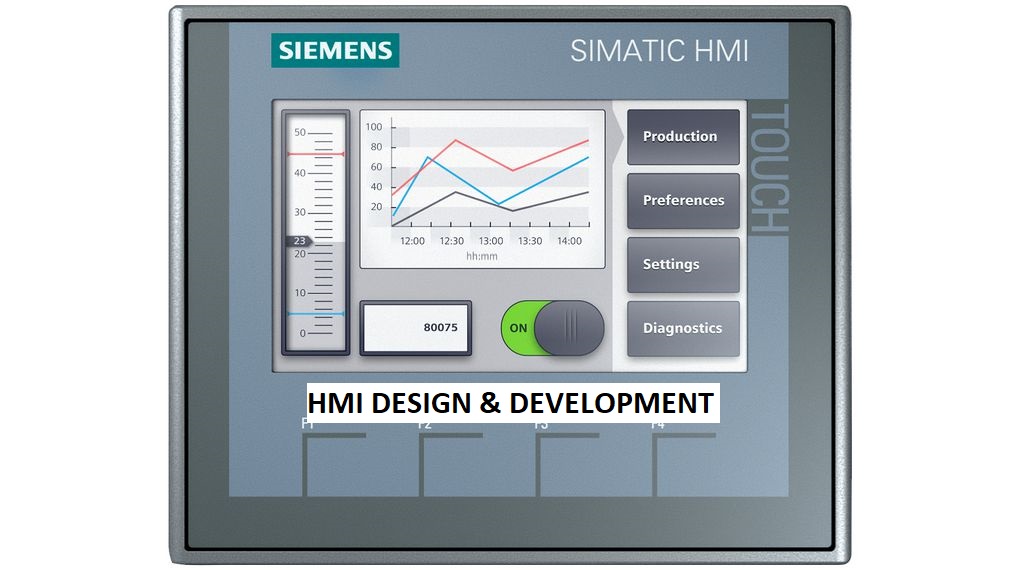 SIEMENS
SIMATIC HMI
TOUCH
50
40
30
23
20
10
0
100
80
60
40
20
12:00 12:30 13:00 13:30 14:00
hh:mm
80075
ON
Production
Preferences
Settings
Diagnostics
HMI DESIGN & DEVELOPMENT
F1 F2 F3 F4